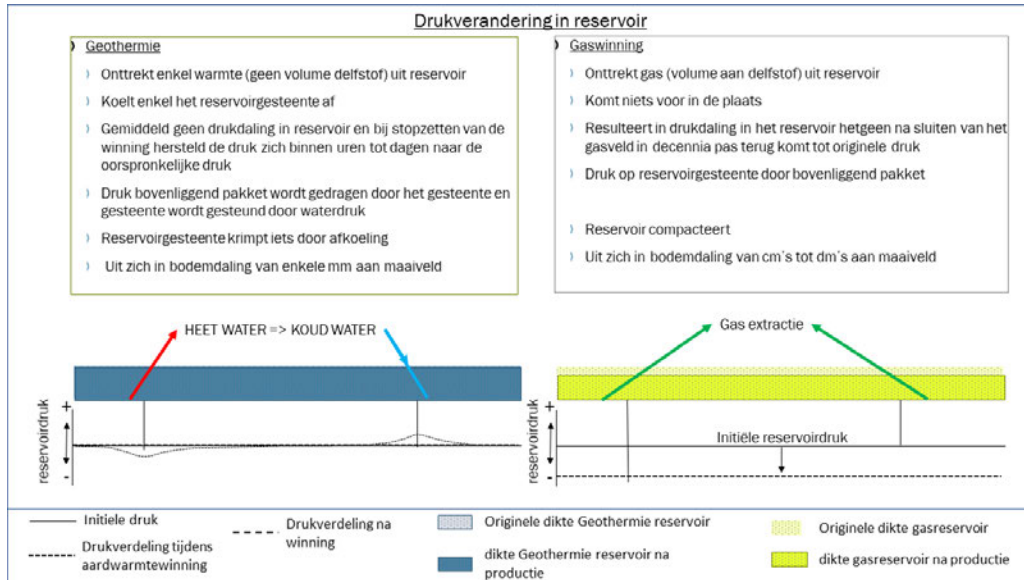 Drukverandering in reservoir
Geothermie
Onttrekt enkel warmte (geen volume delfstof) uit reservoir
Koelt enkel het reservoirgesteente af
Gemiddeld geen drukdaling in reservoir en bij stopzetten van de
winning hersteld de druk zich binnen uren tot dagen naar de
oorspronkelijke druk
Druk bovenliggend pakket wordt gedragen door het gesteente en
gesteente wordt gesteund door waterdruk
Reservoirgesteente krimpt iets door afkoeling
Uit zich in bodemdaling van enkele mm aan maaiveld
Gaswinning
Onttrekt gas (volume aan delfstof) uit reservoir
Komt niets voor in de plaats
Resulteert in drukdaling in het reservoir hetgeen na sluiten van het
gasveld in decennia pas terug komt tot originele druk
Druk op reservoirgesteente door bovenliggend pakket
Reservoir compacteert
Uit zich in bodemdaling van cm´s tot dm´s aan maaiveld
HEET WATER => KOUD WATER
Gas extractie
+
reservoirdruk
-
+
reservoirdruk
-
Initiële reservoirdruk
Initiele druk
Drukverdeling tijdens
aardwarmtewinning
Drukverdeling na
winning
Originele dikte Geothermie reservoir
dikte Geothermie reservoir na
productie
Originele dikte gasreservoir
dikte gasreservoir na productie